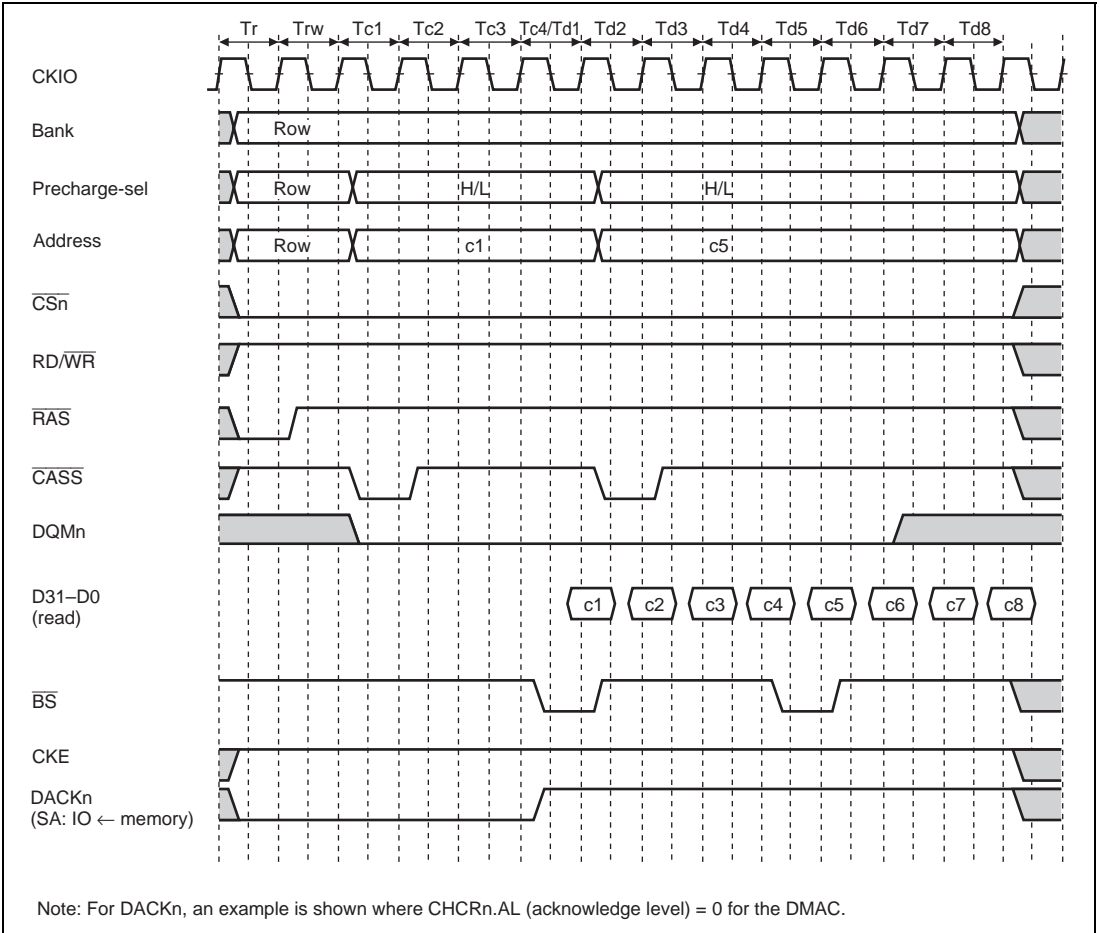 Tr Trw Tc1 Tc2 Tc3 Tc4/Td1 Td2 Td3 Td4 Td5 Td6 Td7 Td8
CKIO
Bank Row
Precharge-sel Row H/L H/L
Address Row c1 c5
CSn
RD/WR
RAS
CASS
DQMn
D31–D0 c1 c2 c3 c4 c5 c6 c7 c8
(read)
BS
CKE
DACKn
(SA: IO ← memory)
Note: For DACKn, an example is shown where CHCRn.AL (acknowledge level) = 0 for the DMAC.